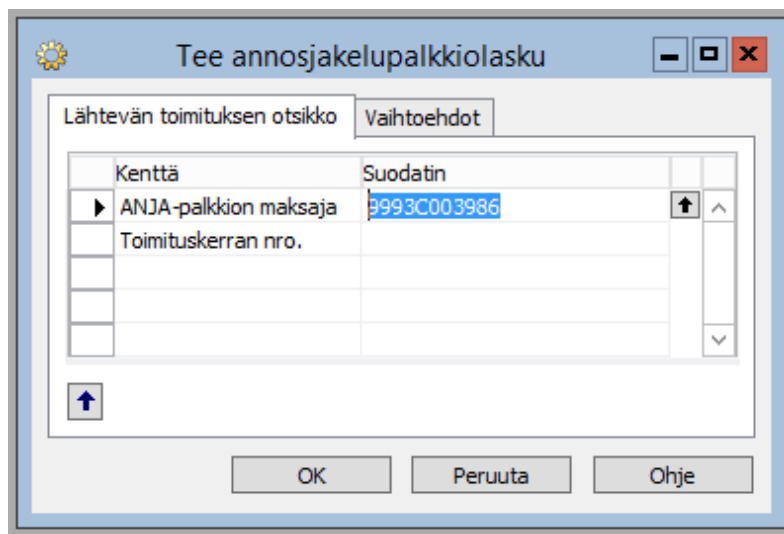 Tee annosjakelupalkkiolasku
Lähtevän toimituksen otsikko Vaihtoehdot
Kenttä Suodatin
ANJA-palkkion maksaja 9993C003986
Toimituskerran nro.
OK Peruuta Ohje